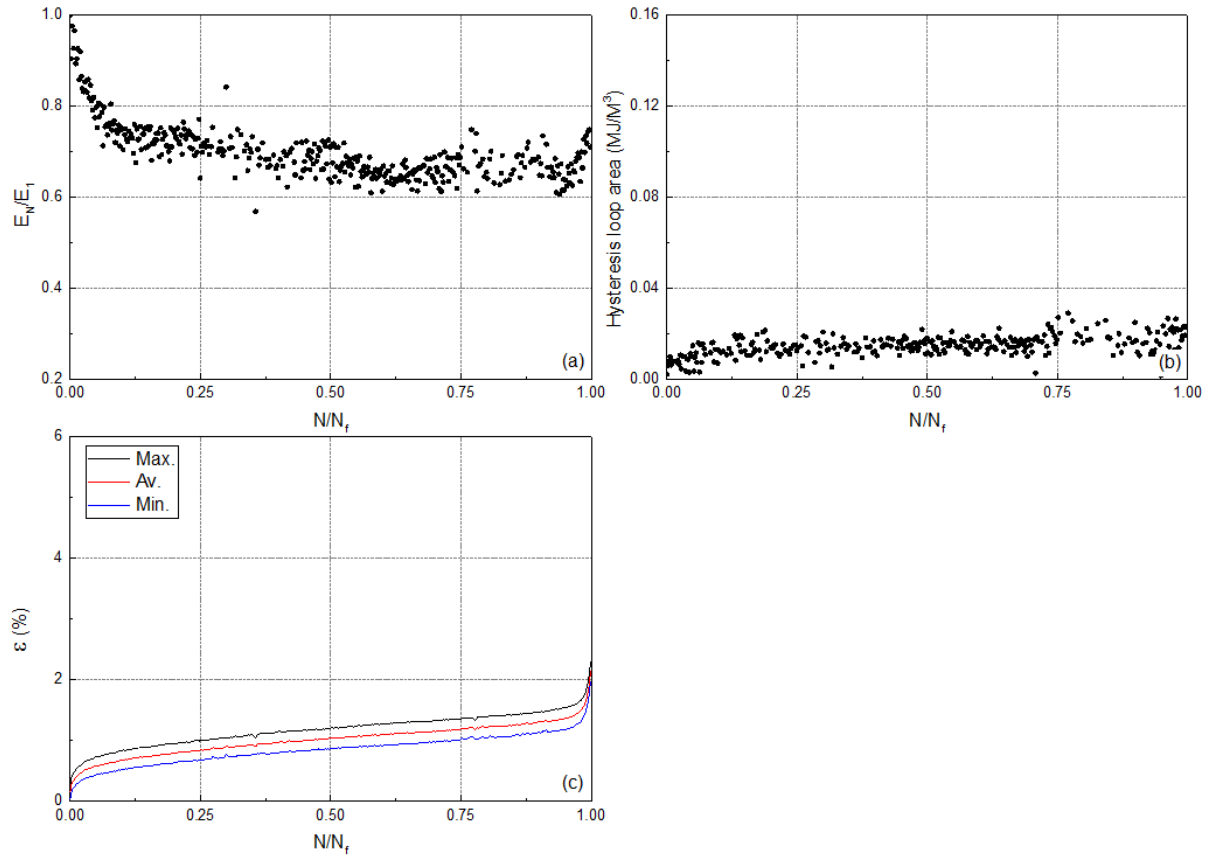 1.0
0.8
0.6
0.4
0.2
E_N/E_1
0.00 0.25 0.50 0.75 1.00
N/N_f
(a)
0.16
0.12
0.08
0.04
0.00
Hysteresis loop area (MJ/M³)
0.00 0.25 0.50 0.75 1.00
N/N_f
(b)
6
4
2
0
ε (%)
Max.
Av.
Min.
0.00 0.25 0.50 0.75 1.00
N/N_f
(c)